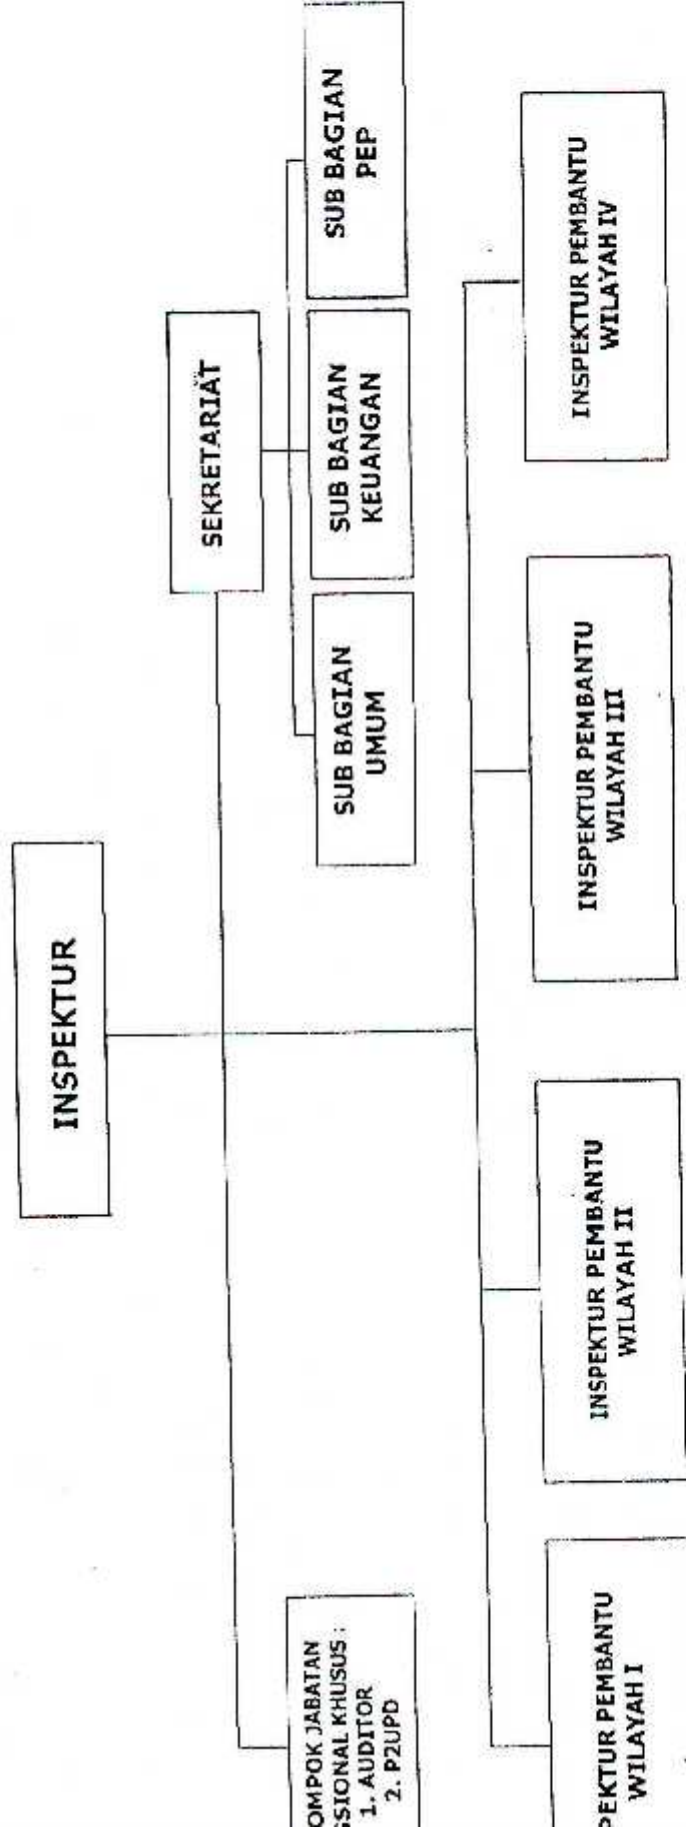 INSPEKTUR
SEKRETARIAT
SUB BAGIAN
UMUM
SUB BAGIAN
KEUANGAN
SUB BAGIAN
PEP
OMPOK JABATAN
SSIONAL KHUSUS :
1. AUDITOR
2. P2UPD
PEKTUR PEMBANTU
WILAYAH I
INSPEKTUR PEMBANTU
WILAYAH II
INSPEKTUR PEMBANTU
WILAYAH III
INSPEKTUR PEMBANTU
WILAYAH IV